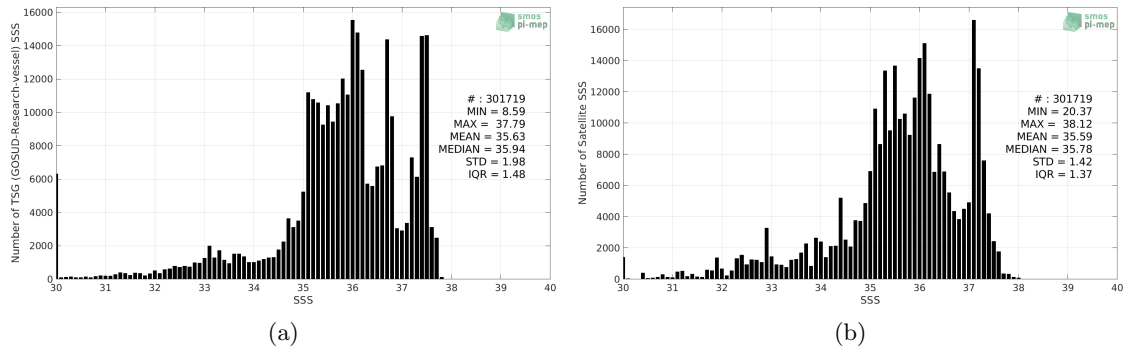 Number of TSG (GOSUD-Research-vessel) SSS
16000
14000
12000
10000
8000
6000
4000
2000
0
30 31 32 33 34 35 36 37 38 39 40
SSS
smos
pi-mep
# : 301719
MIN = 8.59
MAX = 37.79
MEAN = 35.63
MEDIAN = 35.94
STD = 1.98
IQR = 1.48
(a)
Number of Satellite SSS
16000
14000
12000
10000
8000
6000
4000
2000
0
30 31 32 33 34 35 36 37 38 39 40
SSS
smos
pi-mep
# : 301719
MIN = 20.37
MAX = 38.12
MEAN = 35.59
MEDIAN = 35.78
STD = 1.42
IQR = 1.37
(b)